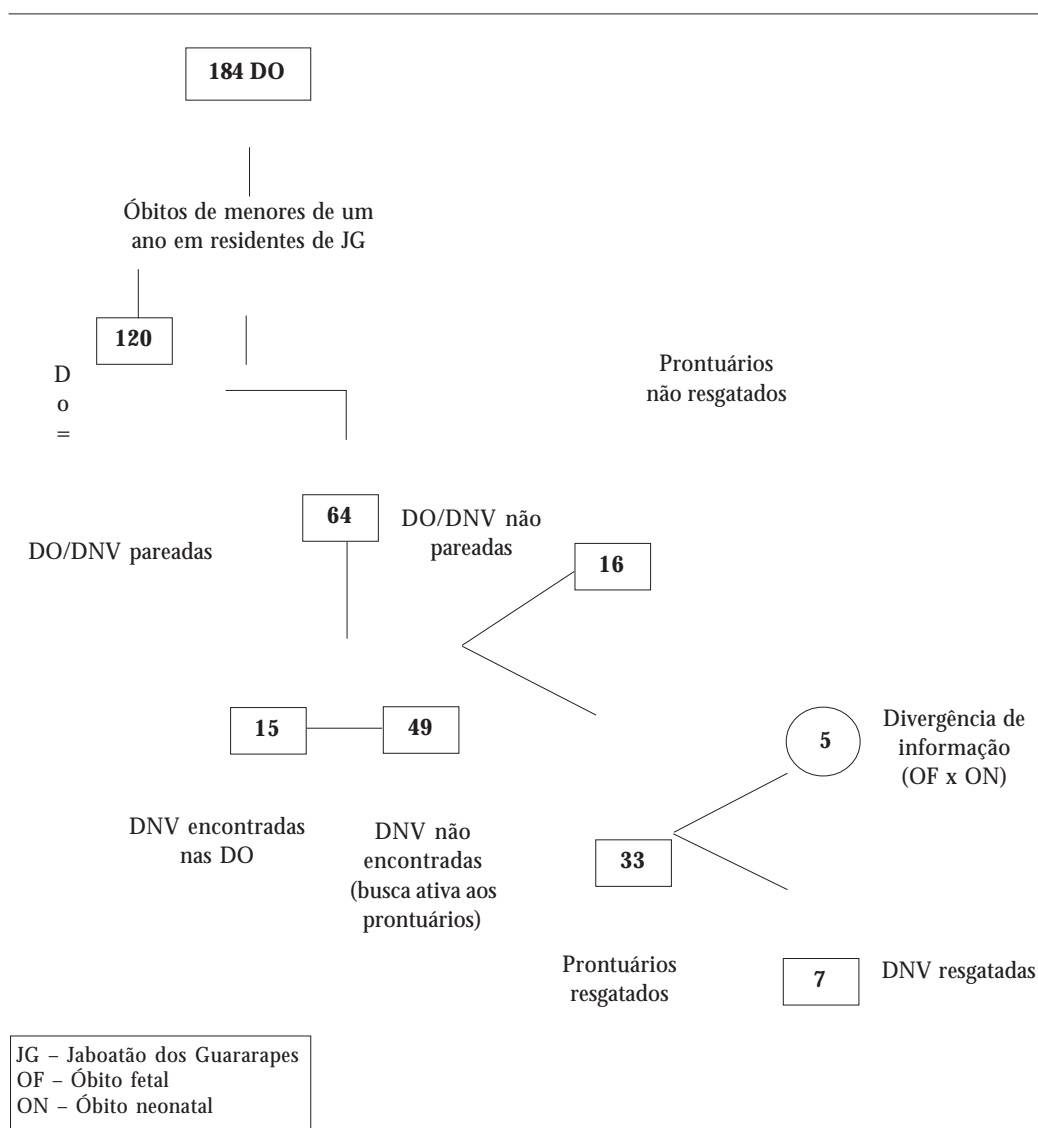 184 DO
Óbitos de menores de um
ano em residentes de JG
120
D
o
=
Prontuários
não resgatados
64
DO/DNV não
pareadas
DO/DNV pareadas
16
15
49
5
Divergência de
informação
(OF x ON)
DNV encontradas
nas DO
DNV não
encontradas
(busca ativa aos
prontuários)
33
Prontuários
resgatados
7
DNV resgatadas
JG – Jaboatão dos Guararapes
OF – Óbito fetal
ON – Óbito neonatal